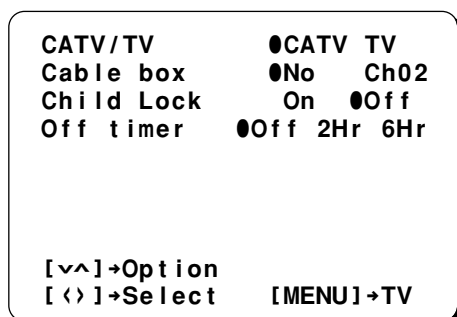 CATV/TV ●CATV TV
Cable box ●No Ch02
Child Lock On ●Off
Off timer ●Off 2Hr 6Hr
[∨∧]→Option
[‹›]→Select [MENU]→TV